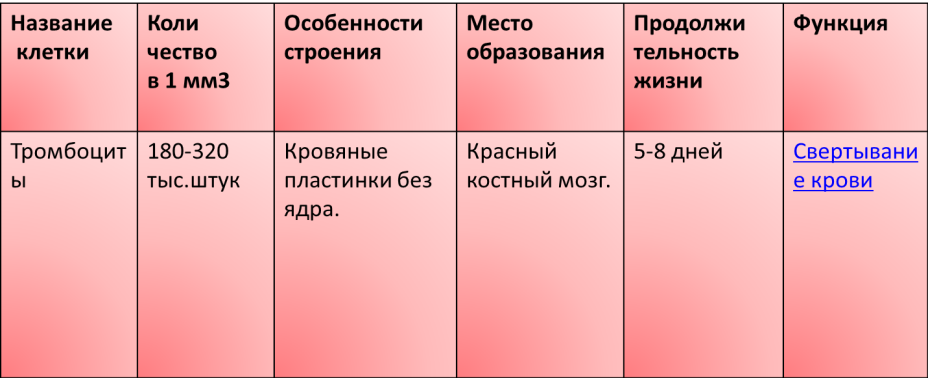 Название
клетки
Коли
чество
в 1 мм3
Особенности
строения
Место
образования
Продолжи
тельность
жизни
Функция
Тромбоцит
ы
180-320
тыс.штук
Кровяные
пластинки без
ядра.
Красный
костный мозг.
5-8 дней
Свертывани
е крови